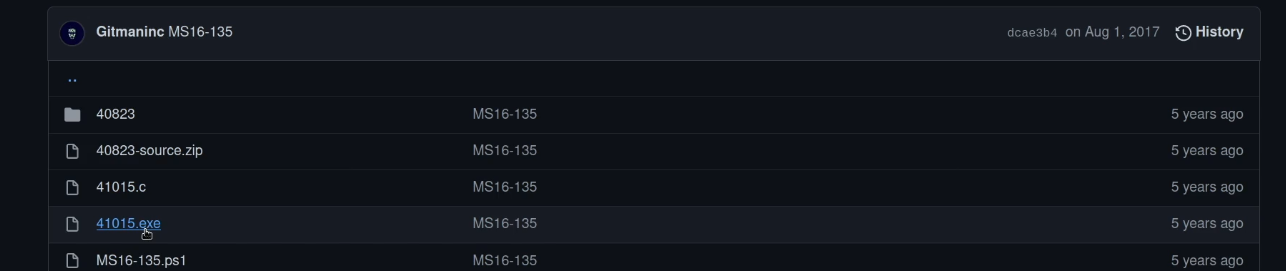 Gitmaninc MS16-135 dcae3b4 on Aug 1, 2017 History
..
40823 MS16-135 5 years ago
40823-source.zip MS16-135 5 years ago
41015.c MS16-135 5 years ago
41015.exe MS16-135 5 years ago
MS16-135.ps1 MS16-135 5 years ago